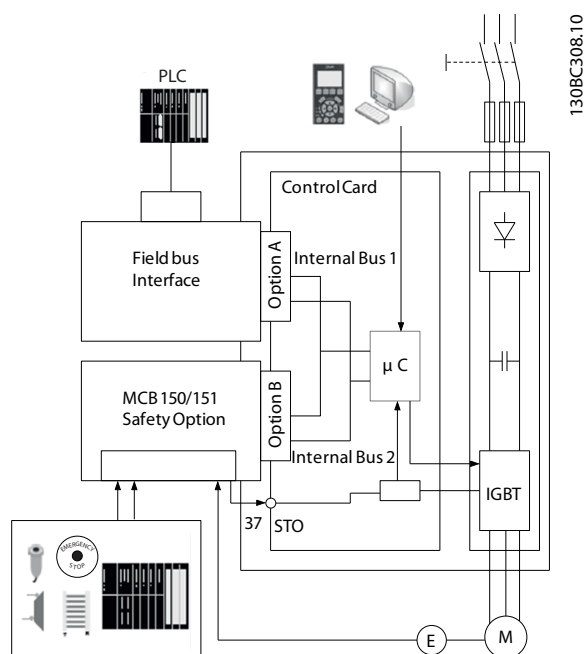 130BC308.10
PLC
Control Card
Field bus
Interface
Option A
Internal Bus 1
µ C
MCB 150/151
Safety Option
Option B
Internal Bus 2
IGBT
37
STO
EMERGENCY
STOP
E
M